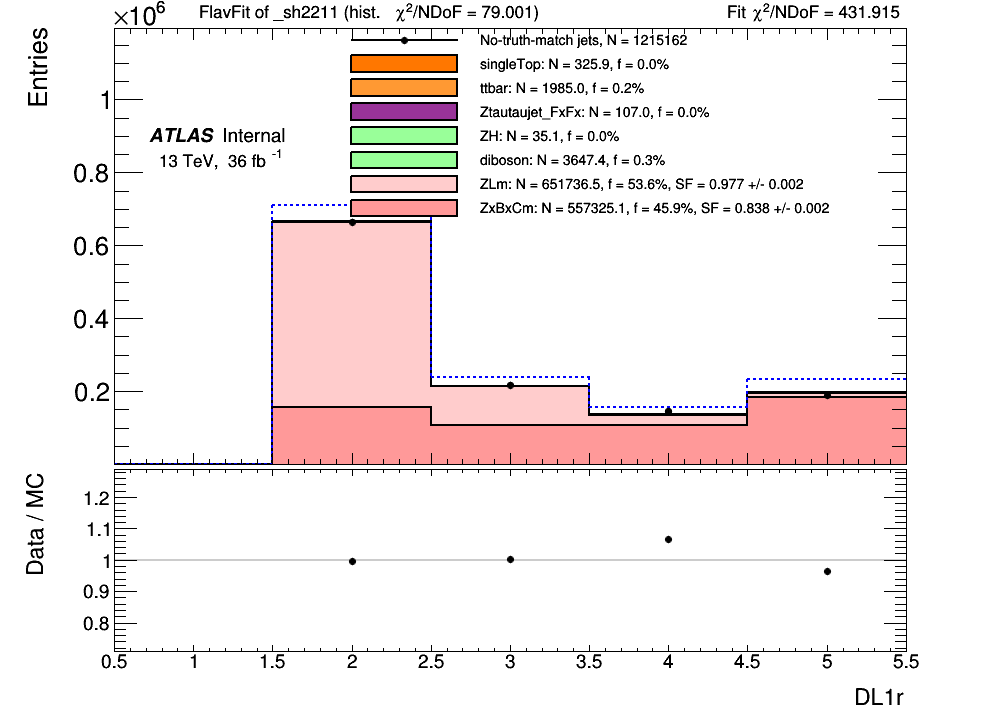 ×10⁶
FlavFit of _sh2211 (hist. χ²/NDoF = 79.001)
Fit χ²/NDoF = 431.915
Entries
No-truth-match jets, N = 1215162
singleTop: N = 325.9, f = 0.0%
ttbar: N = 1985.0, f = 0.2%
Ztautaujet_FxFx: N = 107.0, f = 0.0%
ZH: N = 35.1, f = 0.0%
diboson: N = 3647.4, f = 0.3%
ZLm: N = 651736.5, f = 53.6%, SF = 0.977 +/- 0.002
ZxBxCm: N = 557325.1, f = 45.9%, SF = 0.838 +/- 0.002
ATLAS Internal
13 TeV, 36 fb⁻¹
1
0.8
0.6
0.4
0.2
Data / MC
1.2
1.1
1
0.9
0.8
0.5 1 1.5 2 2.5 3 3.5 4 4.5 5 5.5
DL1r